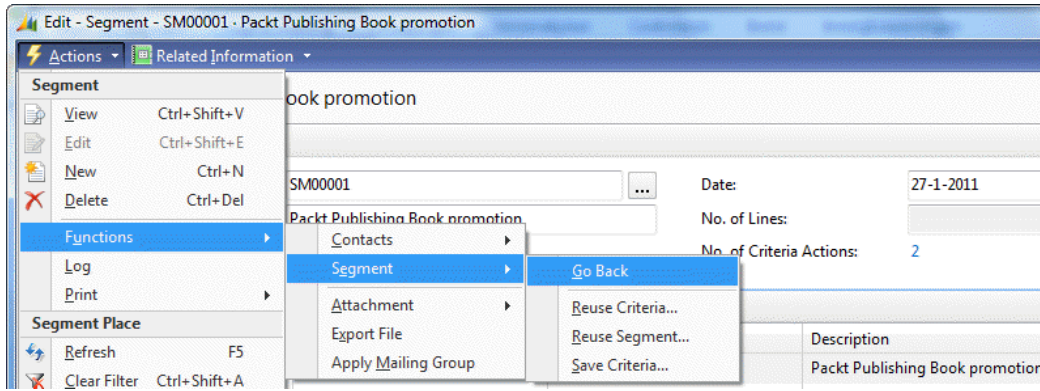 Edit - Segment - SM00001 · Packt Publishing Book promotion
Actions Related Information
Segment
ook promotion
View Ctrl+Shift+V
Edit Ctrl+Shift+E
New Ctrl+N
SM00001 ... Date: 27-1-2011
Delete Ctrl+Del
Packt Publishing Book promotion No. of Lines:
Functions
Contacts
No. of Criteria Actions: 2
Log
Segment
Go Back
Print
Attachment
Reuse Criteria...
Segment Place
Export File
Reuse Segment...
Description
Refresh F5
Apply Mailing Group
Save Criteria...
Packt Publishing Book promotion
Clear Filter Ctrl+Shift+A